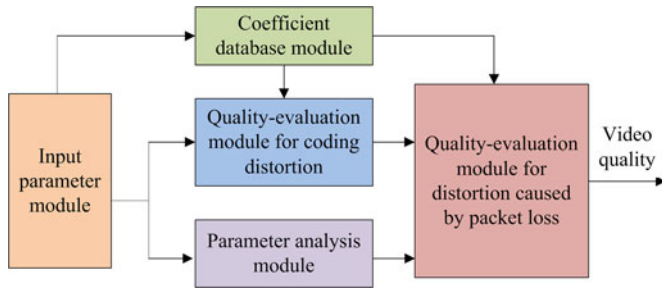 Coefficient
database module
Input
parameter
module
Quality-evaluation
module for coding
distortion
Parameter analysis
module
Quality-evaluation
module for
distortion caused
by packet loss
Video
quality